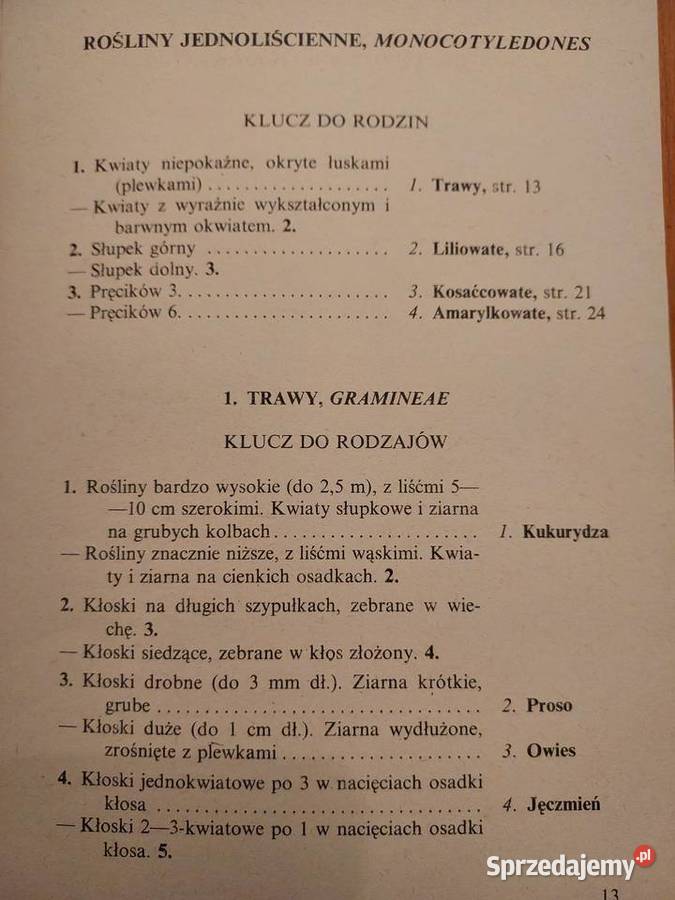 ROŚLINY JEDNOLIŚCIENNE, MONOCOTYLEDONES
KLUCZ DO RODZIN
1. Kwiaty niepokaźne, okryte łuskami
(plewkami) .................... 1. Trawy, str. 13
— Kwiaty z wyraźnie wykształconym i
barwnym okwiatem. 2.
2. Słupek górny .................... 2. Liliowate, str. 16
— Słupek dolny. 3.
3. Pręcików 3. .................... 3. Kosaćcowate, str. 21
— Pręcików 6. .................... 4. Amarylkowate, str. 24
1. TRAWY, GRAMINEAE
KLUCZ DO RODZAJÓW
1. Rośliny bardzo wysokie (do 2,5 m), z liśćmi 5—
—10 cm szerokimi. Kwiaty słupkowe i ziarna
na grubych kolbach ....................... 1. Kukurydza
— Rośliny znacznie niższe, z liśćmi wąskimi. Kwia-
ty i ziarna na cienkich osadkach. 2.
2. Kłoski na długich szypułkach, zebrane w wie-
chę. 3.
— Kłoski siedzące, zebrane w kłos złożony. 4.
3. Kłoski drobne (do 3 mm dł.). Ziarna krótkie,
grube .................................... 2. Proso
— Kłoski duże (do 1 cm dł.). Ziarna wydłużone,
zrośnięte z plewkami .................... 3. Owies
4. Kłoski jednokwiatowe po 3 w nacięciach osadki
kłosa .................................... 4. Jęczmień
— Kłoski 2—3-kwiatowe po 1 w nacięciach osadki
kłosa. 5.
13
Sprzedajemy.pl